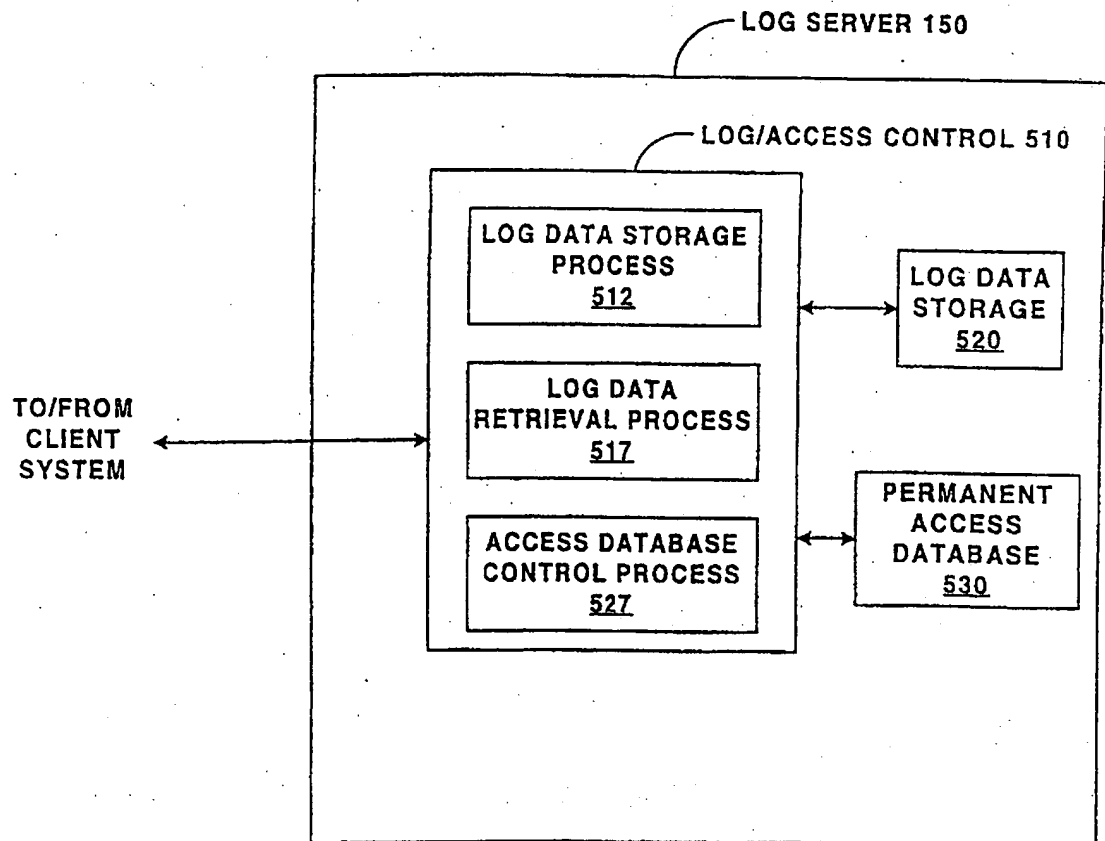 LOG SERVER 150
LOG/ACCESS CONTROL 510
LOG DATA STORAGE
PROCESS
512
LOG DATA
STORAGE
520
LOG DATA
RETRIEVAL PROCESS
517
TO/FROM
CLIENT
SYSTEM
PERMANENT
ACCESS
DATABASE
530
ACCESS DATABASE
CONTROL PROCESS
527